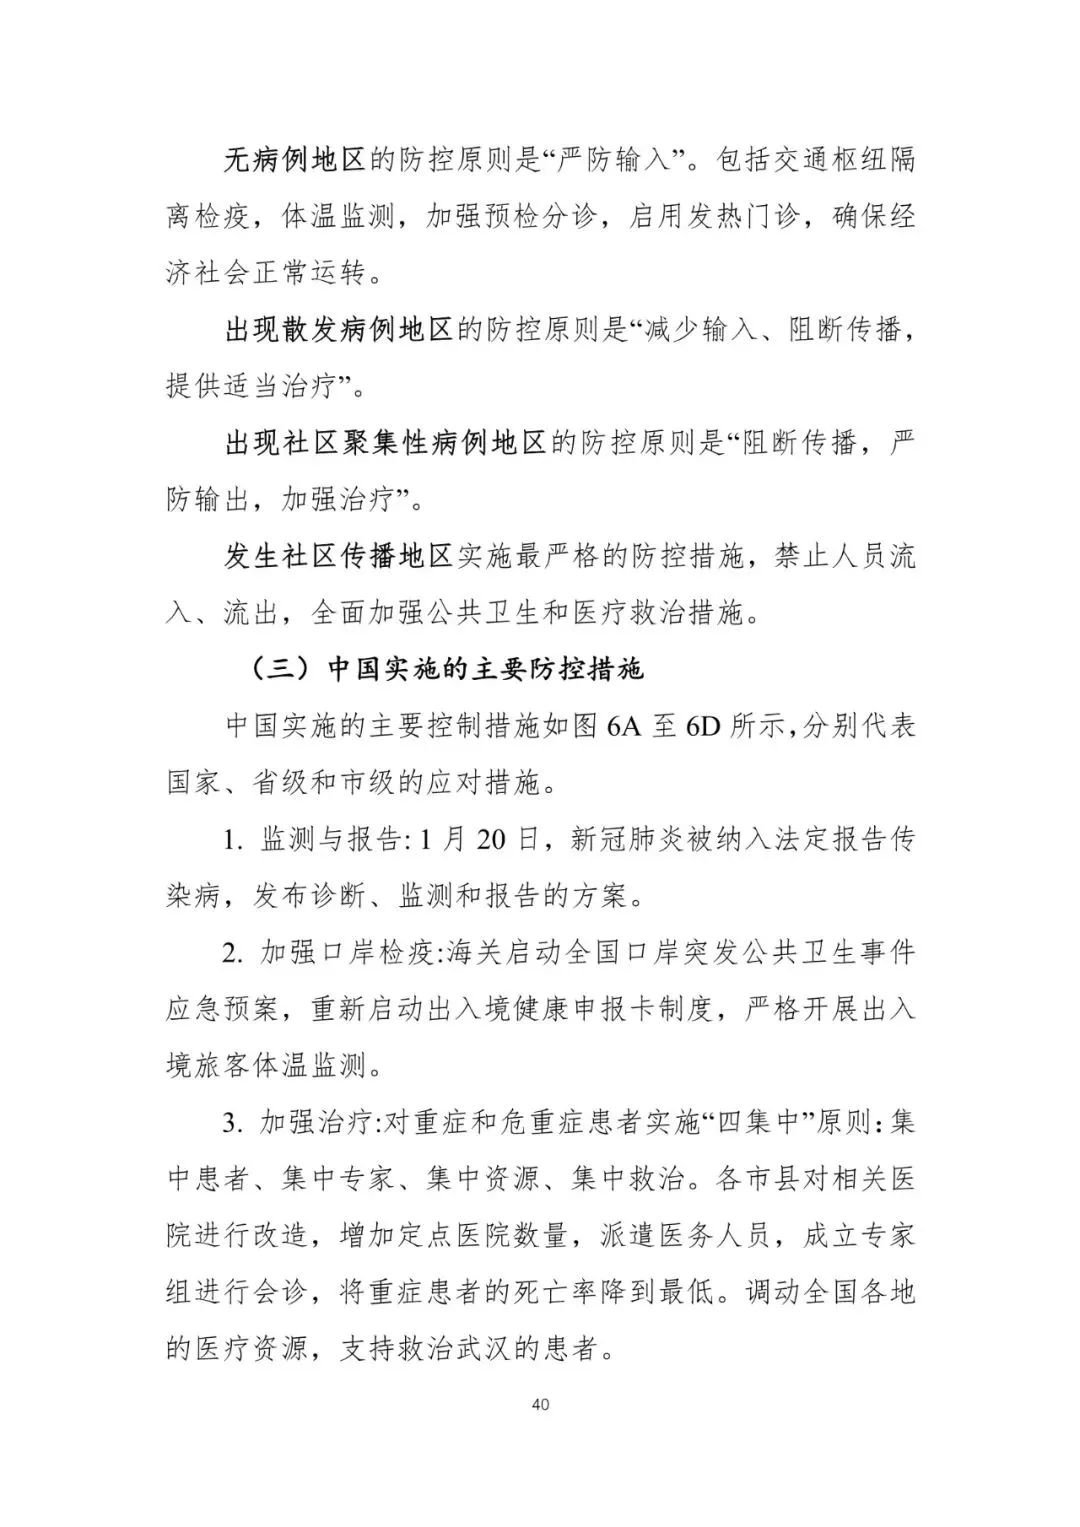 无病例地区的防控原则是“严防输入”。包括交通枢纽隔
离检疫，体温监测，加强预检分诊，启用发热门诊，确保经
济社会正常运转。
出现散发病例地区的防控原则是“减少输入、阻断传播，
提供适当治疗”。
出现社区聚集性病例地区的防控原则是“阻断传播，严
防输出，加强治疗”。
发生社区传播地区实施最严格的防控措施，禁止人员流
入、流出，全面加强公共卫生和医疗救治措施。
（三）中国实施的主要防控措施
中国实施的主要控制措施如图 6A 至 6D 所示，分别代表
国家、省级和市级的应对措施。
1. 监测与报告：1 月 20 日，新冠肺炎被纳入法定报告传
染病，发布诊断、监测和报告的方案。
2. 加强口岸检疫:海关启动全国口岸突发公共卫生事件
应急预案，重新启动出入境健康申报卡制度，严格开展出入
境旅客体温监测。
3. 加强治疗:对重症和危重症患者实施“四集中”原则：集
中患者、集中专家、集中资源、集中救治。各市县对相关医
院进行改造，增加定点医院数量，派遣医务人员，成立专家
组进行会诊，将重症患者的死亡率降到最低。调动全国各地
的医疗资源，支持救治武汉的患者。
40